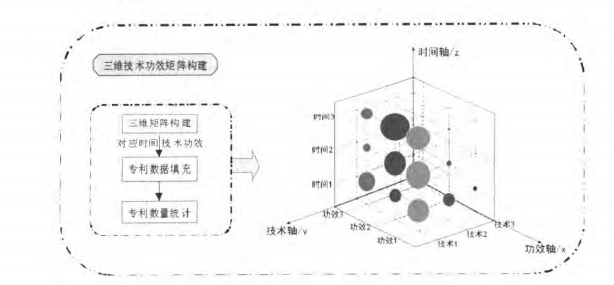 三维技术功效矩阵构建
三维矩阵构建
对应时间 技术功效
专利数据填充
专利数量统计
时间轴/z
时间3
时间2
时间1
功效3
功效2
功效1
技术轴/y
技术1
技术2
技术3
功效轴/x